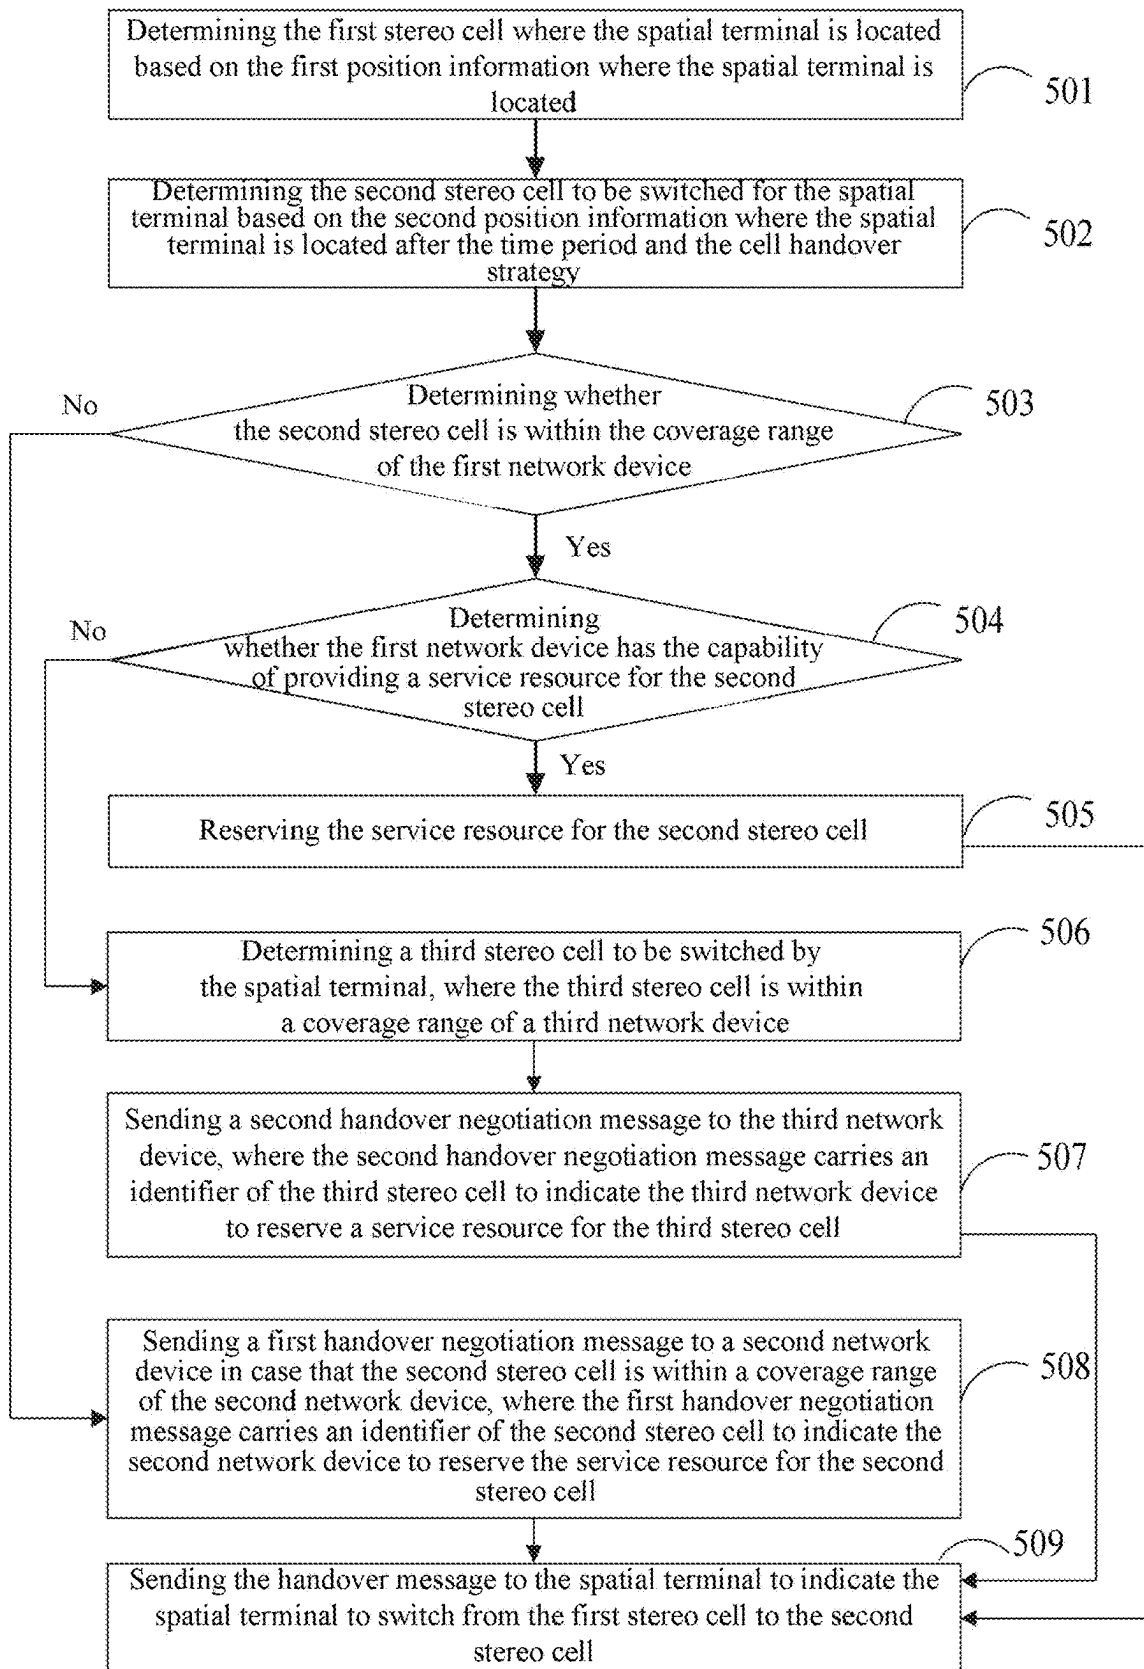 Determining the first stereo cell where the spatial terminal is located
based on the first position information where the spatial terminal is
located
501
Determining the second stereo cell to be switched for the spatial
terminal based on the second position information where the spatial
terminal is located after the time period and the cell handover
strategy
502
No
Determining whether
the second stereo cell is within the coverage range
of the first network device
503
Yes
No
Determining
whether the first network device has the capability
of providing a service resource for the second
stereo cell
504
Yes
Reserving the service resource for the second stereo cell
505
Determining a third stereo cell to be switched by
the spatial terminal, where the third stereo cell is within
a coverage range of a third network device
506
Sending a second handover negotiation message to the third network
device, where the second handover negotiation message carries an
identifier of the third stereo cell to indicate the third network device
to reserve a service resource for the third stereo cell
507
Sending a first handover negotiation message to a second network
device in case that the second stereo cell is within a coverage range
of the second network device, where the first handover negotiation
message carries an identifier of the second stereo cell to indicate the
second network device to reserve the service resource for the second
stereo cell
508
509
Sending the handover message to the spatial terminal to indicate the
spatial terminal to switch from the first stereo cell to the second
stereo cell